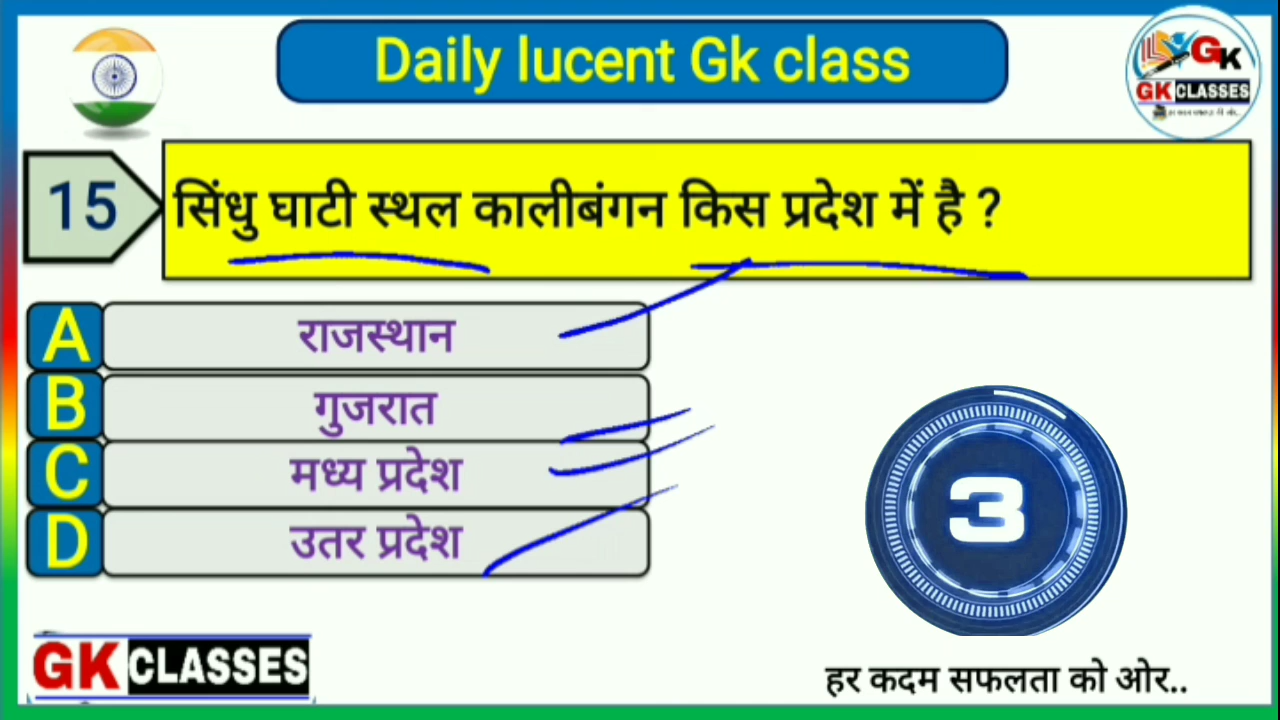 Daily lucent Gk class
GK
GK CLASSES
15
सिंधु घाटी स्थल कालीबंगन किस प्रदेश में है ?
A राजस्थान
B गुजरात
C मध्य प्रदेश
D उतर प्रदेश
3
GK CLASSES
हर कदम सफलता को ओर..